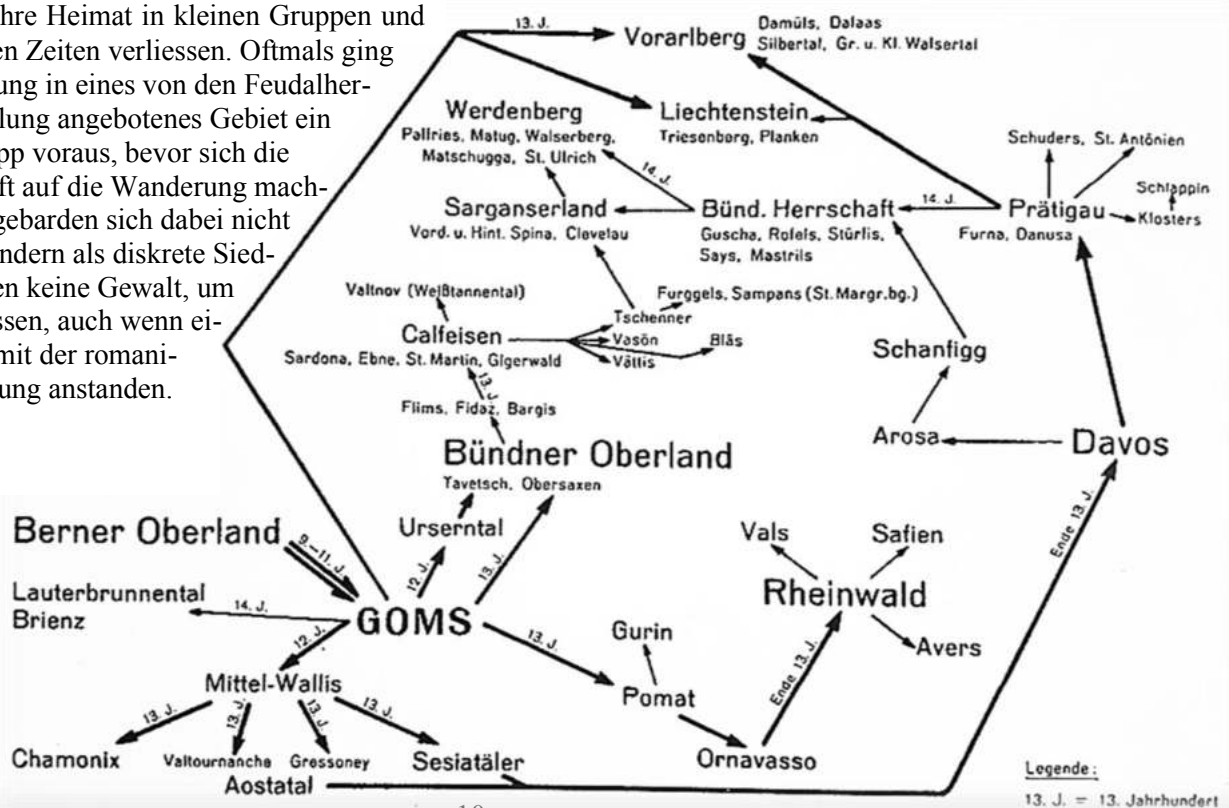 hre Heimat in kleinen Gruppen und
en Zeiten verliessen. Oftmals ging
ung in eines von den Feudalher-
lung angebotenes Gebiet ein
pp voraus, bevor sich die
ft auf die Wanderung mach-
gebarden sich dabei nicht
ndern als diskrete Sied-
en keine Gewalt, um
ssen, auch wenn ei-
mit der romani-
ung anstanden.
13. J.
Vorarlberg
Damüls, Dalaas
Silbertal, Gr. u. Kl. Walsertal
Werdenberg
Palfries, Matug, Walserberg,
Matschugga, St. Ulrich
Liechtenstein
Triesenberg, Planken
Schuders, St. Antönien
Schlappin
Klosters
14. J.
Sarganserland
Vord. u. Hint. Spina, Clevelau
Bünd. Herrschaft
Guscha, Rofels, Stürfis,
Says, Mastrils
14. J.
Prätigau
Furna, Danusa
Valtnov (Weißtannental)
Furggels, Sampans (St. Margr.bg.)
Tschenner
Calfeisen
Vasön
Vättis
Bläs
Sardona, Ebne, St. Martin, Gigerwald
Schanfigg
13. J.
Flims, Fidaz, Bargis
Arosa
Davos
Bündner Oberland
Tavetsch, Obersaxen
Berner Oberland
9.–11. J.
Urserntal
12. J.
13. J.
Vals
Safien
Ende 13. J.
Lauterbrunnental
Brienz
14. J.
GOMS
Rheinwald
12. J.
13. J.
Gurin
Avers
Mittel-Wallis
Pomat
Ende 13. J.
13. J.
13. J.
13. J.
13. J.
Chamonix
Valtournanche
Gressoney
Sesiatäler
Ornavasso
Aostatal
Legende:
13. J. = 13. Jahrhundert